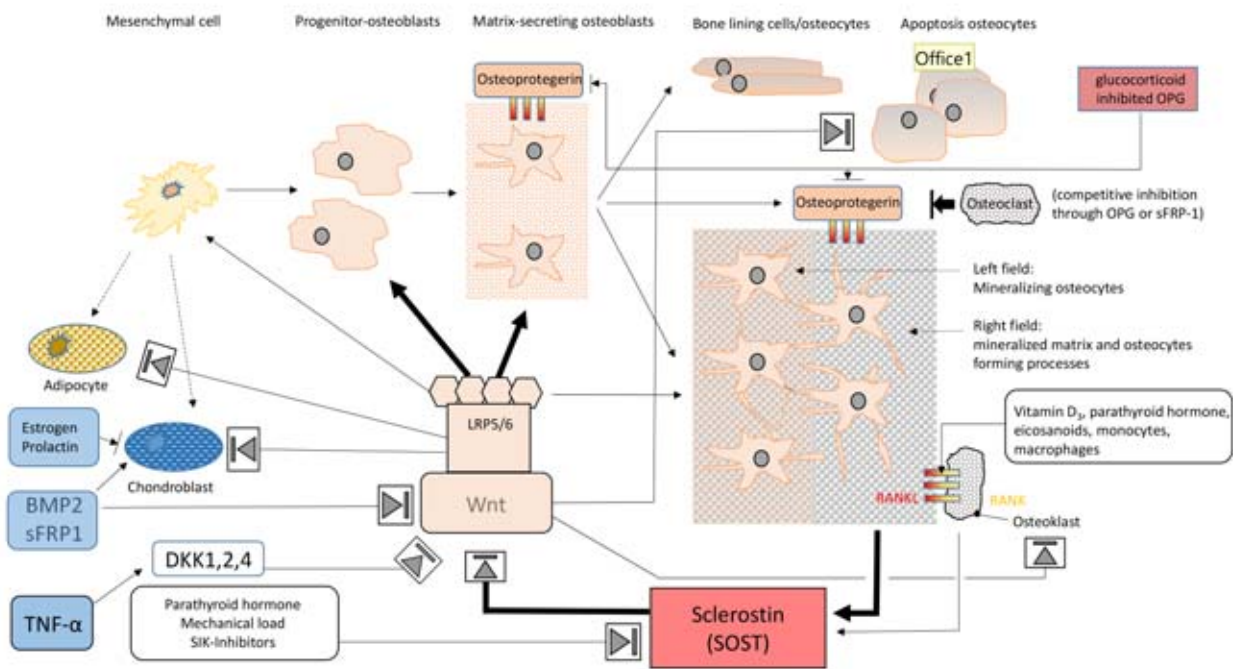 Mesenchymal cell
Progenitor-osteoblasts
Matrix-secreting osteoblasts
Bone lining cells/osteocytes
Apoptosis osteocytes
Office1
Osteoprotegerin
glucocorticoid
inhibited OPG
Osteoprotegerin
Osteoclast
(competitive inhibition
through OPG or sFRP-1)
Left field:
Mineralizing osteocytes
Right field:
mineralized matrix and osteocytes
forming processes
Adipocyte
LRP5/6
Vitamin D₃, parathyroid hormone,
eicosanoids, monocytes,
macrophages
Estrogen
Prolactin
Chondroblast
RANKL
RANK
Osteoklast
BMP2
sFRP1
Wnt
DKK1,2,4
TNF-α
Parathyroid hormone
Mechanical load
SIK-Inhibitors
Sclerostin
(SOST)